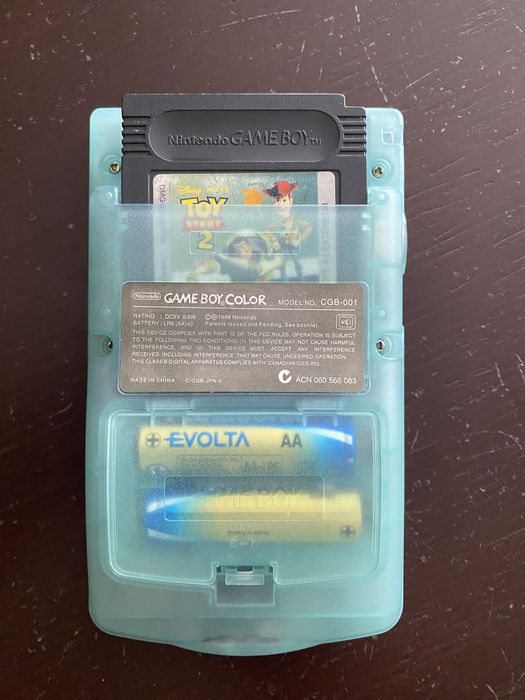 Nintendo GAME BOY TM
Disney · PIXAR
TOY
STORY
2
DMG
Nintendo GAME BOY COLOR MODEL NO. CGB-001
RATING : DC3V 0.6W ©Ⓜ1998 Nintendo
BATTERY : LR6 (AA)×2 Patents issued and Pending. See booklet.
THIS DEVICE COMPLIES WITH PART 15 OF THE FCC RULES. OPERATION IS SUBJECT
TO THE FOLLOWING TWO CONDITIONS; (1) THIS DEVICE MAY NOT CAUSE HARMFUL
INTERFERENCE, AND (2) THIS DEVICE MUST ACCEPT ANY INTERFERENCE
RECEIVED INCLUDING INTERFERENCE THAT MAY CAUSE UNDESIRED OPERATION.
THIS CLASS B DIGITAL APPARATUS COMPLIES WITH CANADIAN ICES-003.
MADE IN CHINA C/CGB-JPN-2 ACN 060 566 083
+ EVOLTA AA
GAME BOY
+